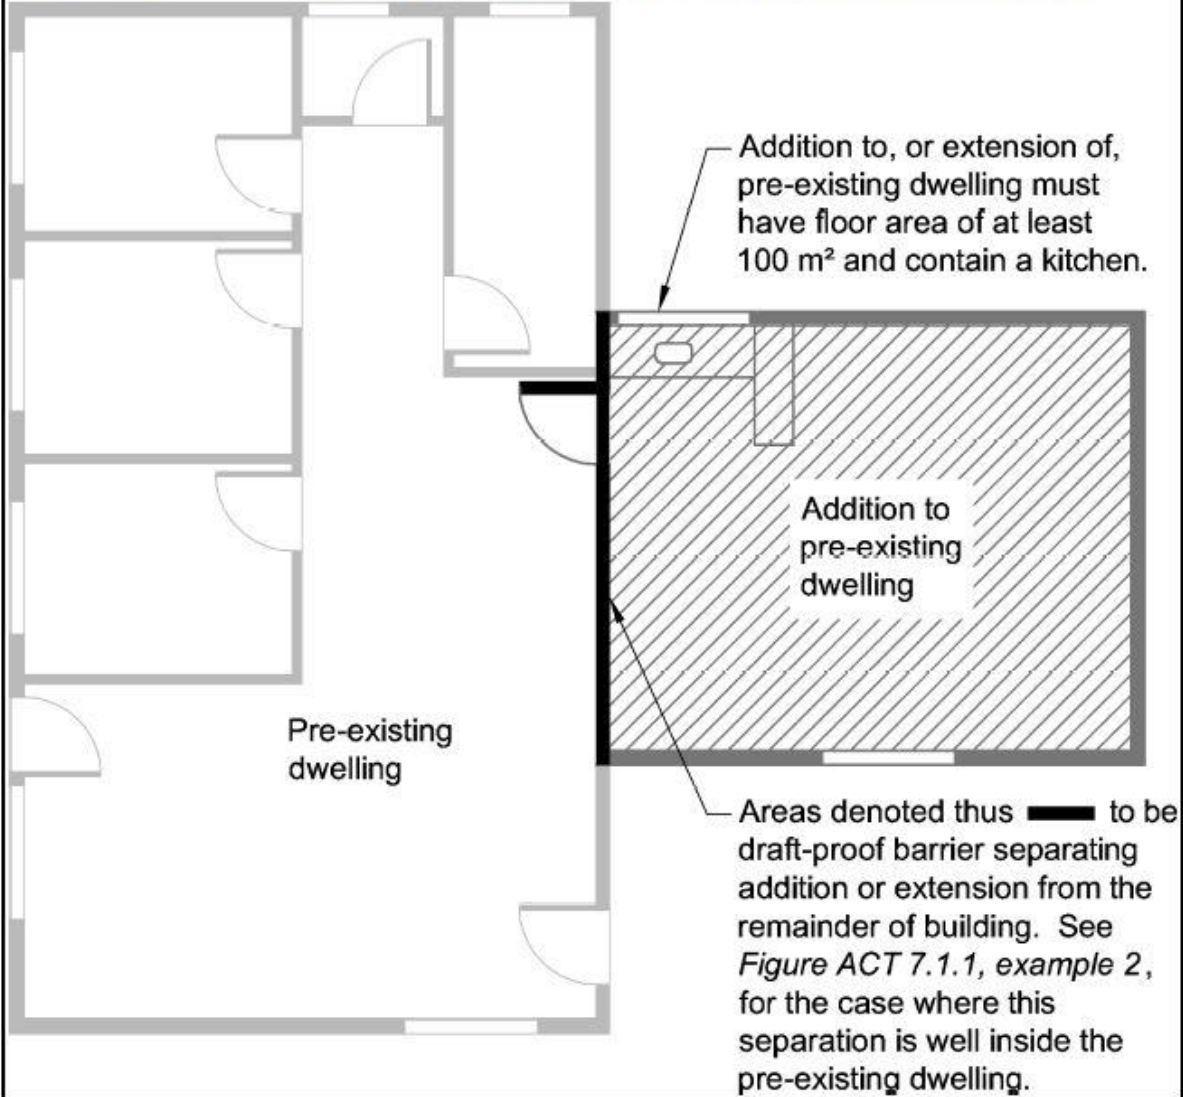 Addition to, or extension of,
pre-existing dwelling must
have floor area of at least
100 m² and contain a kitchen.
Addition to
pre-existing
dwelling
Pre-existing
dwelling
Areas denoted thus to be
draft-proof barrier separating
addition or extension from the
remainder of building. See
Figure ACT 7.1.1, example 2,
for the case where this
separation is well inside the
pre-existing dwelling.